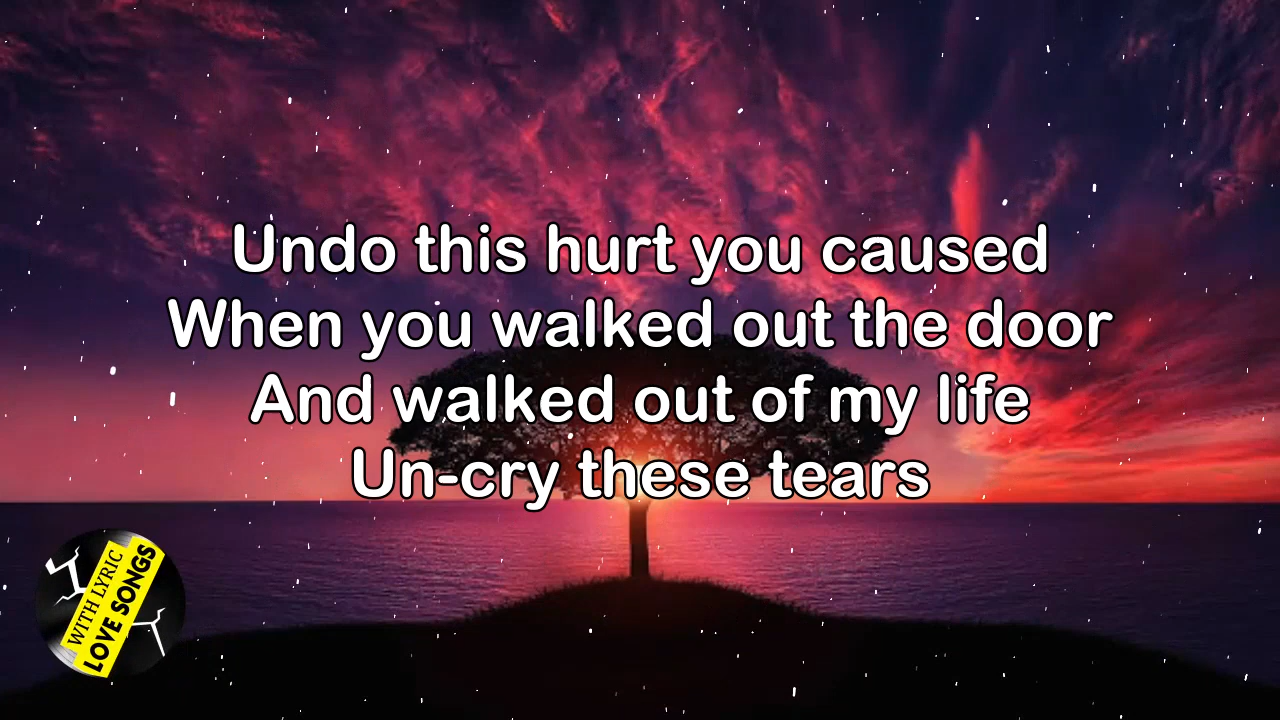 Undo this hurt you caused
When you walked out the door
And walked out of my life
Un-cry these tears
WITH LYRIC
LOVE SONGS